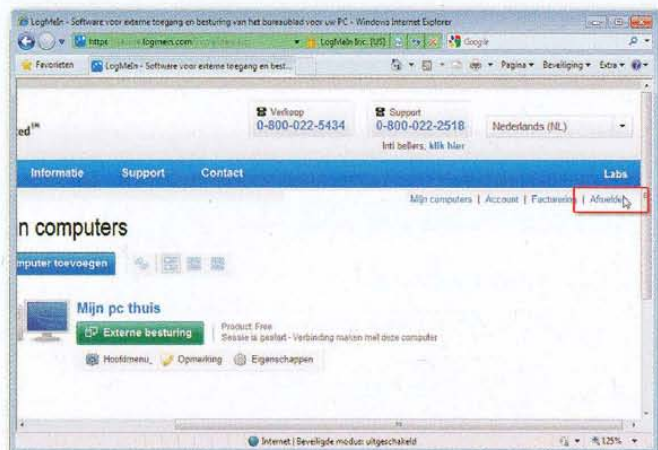 LogMeIn - Software voor externe toegang en besturing van het bureaublad voor uw PC - Windows Internet Explorer
https logmein.com LogMeIn Inc. [US] Google
Favorieten LogMeIn - Software voor externe toegang en best... Pagina Beveiliging Extra
ed™
Verkoop
0-800-022-5434
Support
0-800-022-2518
Intl bellers, klik hier
Nederlands (NL)
Informatie Support Contact Labs
Mijn computers | Account | Facturering | Afmelden
n computers
mputer toevoegen
Mijn pc thuis
Externe besturing
Product: Free
Sessie is gestart - Verbinding maken met deze computer
Hoofdmenu Opmerking Eigenschappen
Internet | Beveiligde modus: uitgeschakeld 125%